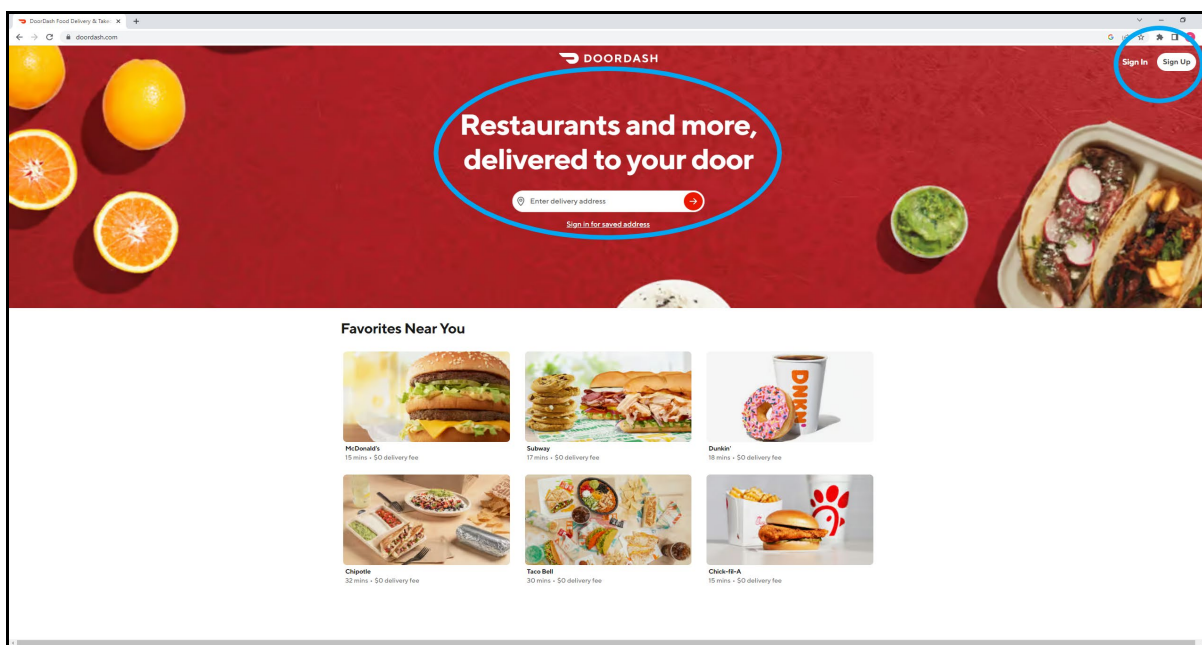 DoorDash Food Delivery & Take
doordash.com
DOORDASH
Sign In
Sign Up
Restaurants and more,
delivered to your door
Enter delivery address
Sign in for saved address
Favorites Near You
DNKN'
McDonald's
15 mins • $0 delivery fee
Subway
17 mins • $0 delivery fee
Dunkin'
18 mins • $0 delivery fee
Chipotle
32 mins • $0 delivery fee
Taco Bell
30 mins • $0 delivery fee
Chick-fil-A
15 mins • $0 delivery fee